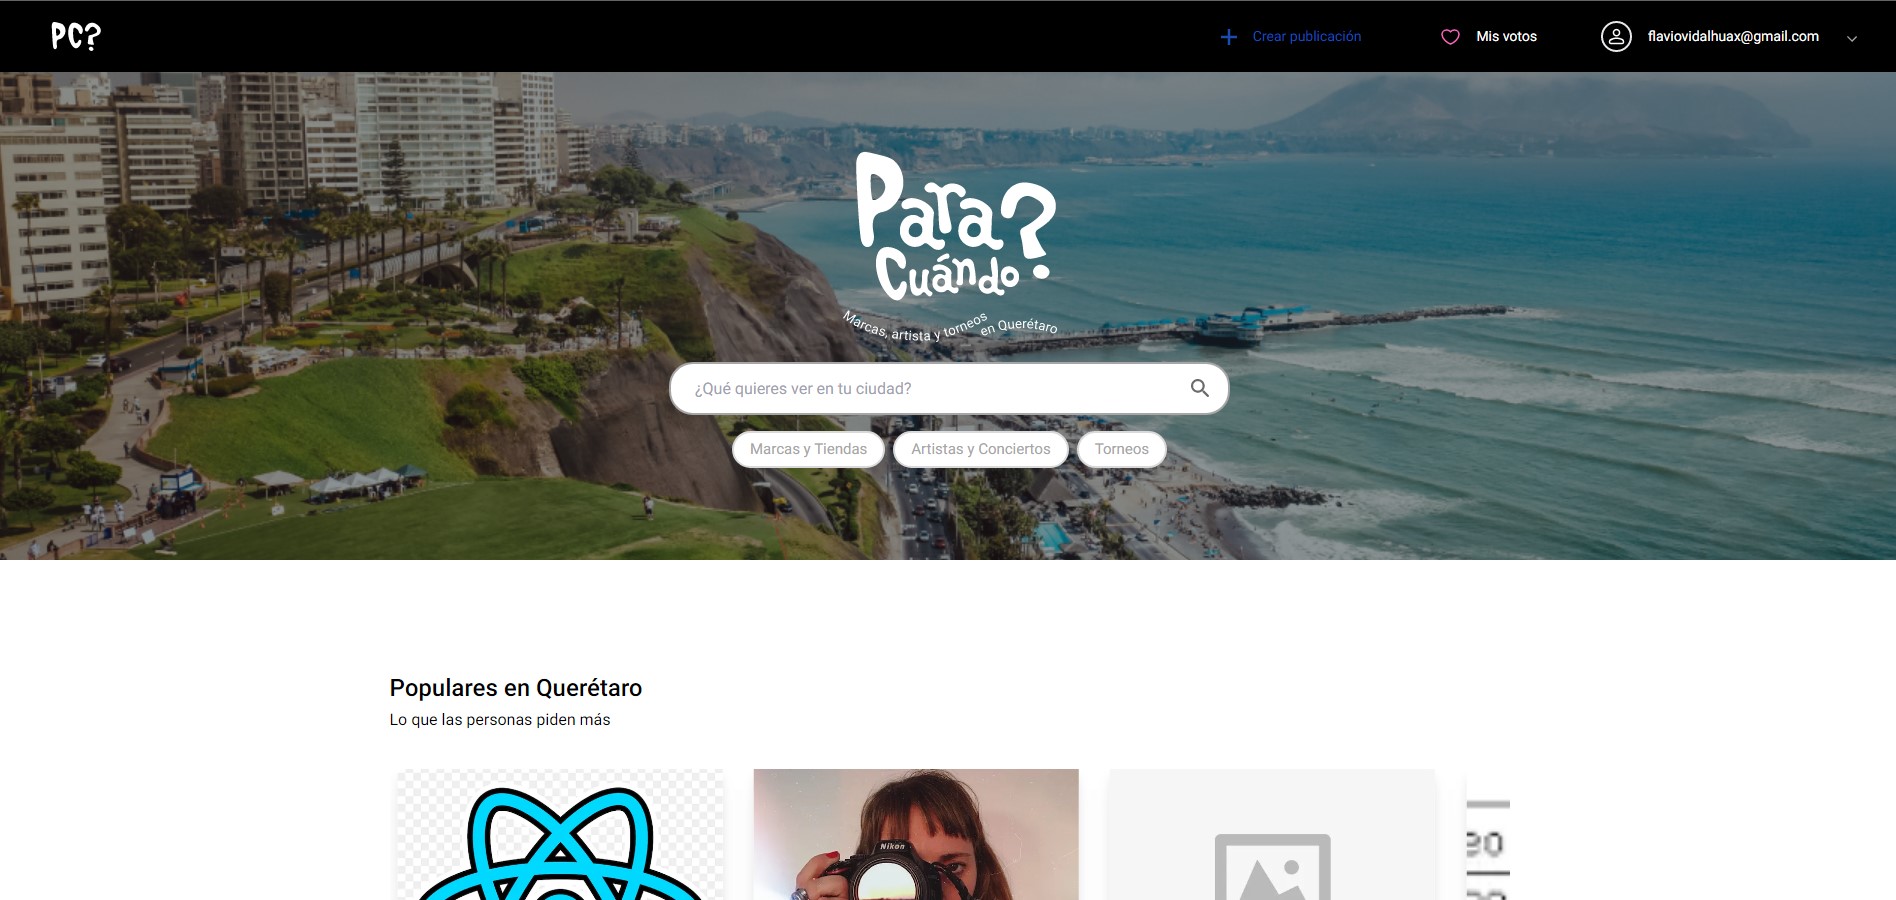 PC?
Crear publicación
Mis votos
flaviovidalhuax@gmail.com
Para
Cuándo?
Marcas, artista y torneos en Querétaro
¿Qué quieres ver en tu ciudad?
Marcas y Tiendas
Artistas y Conciertos
Torneos
Populares en Querétaro
Lo que las personas piden más
Nikon